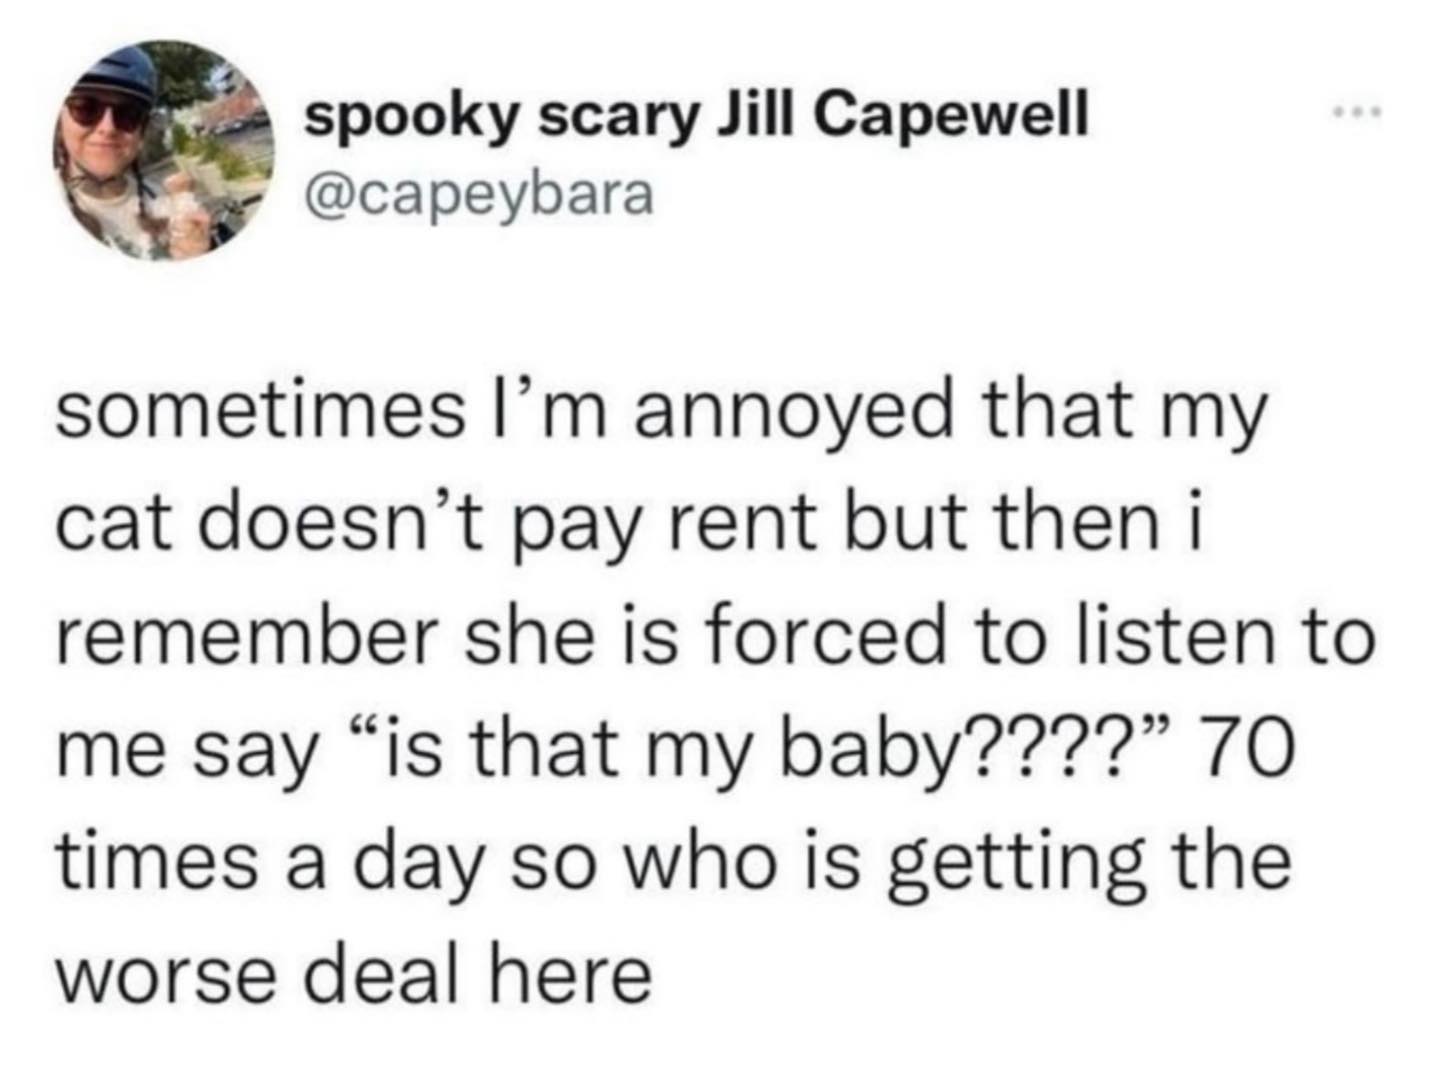 spooky scary Jill Capewell
@capeybara
sometimes I’m annoyed that my
cat doesn’t pay rent but then i
remember she is forced to listen to
me say “is that my baby????” 70
times a day so who is getting the
worse deal here